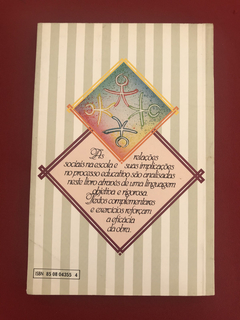 As relações
sociais na escola e suas implicações
no processo educativo são analisadas
neste livro através de uma linguagem
objetiva e rigorosa.
Textos complementares
e exercícios reforçam
a eficácia
da obra.
ISBN 85 08 04355 4